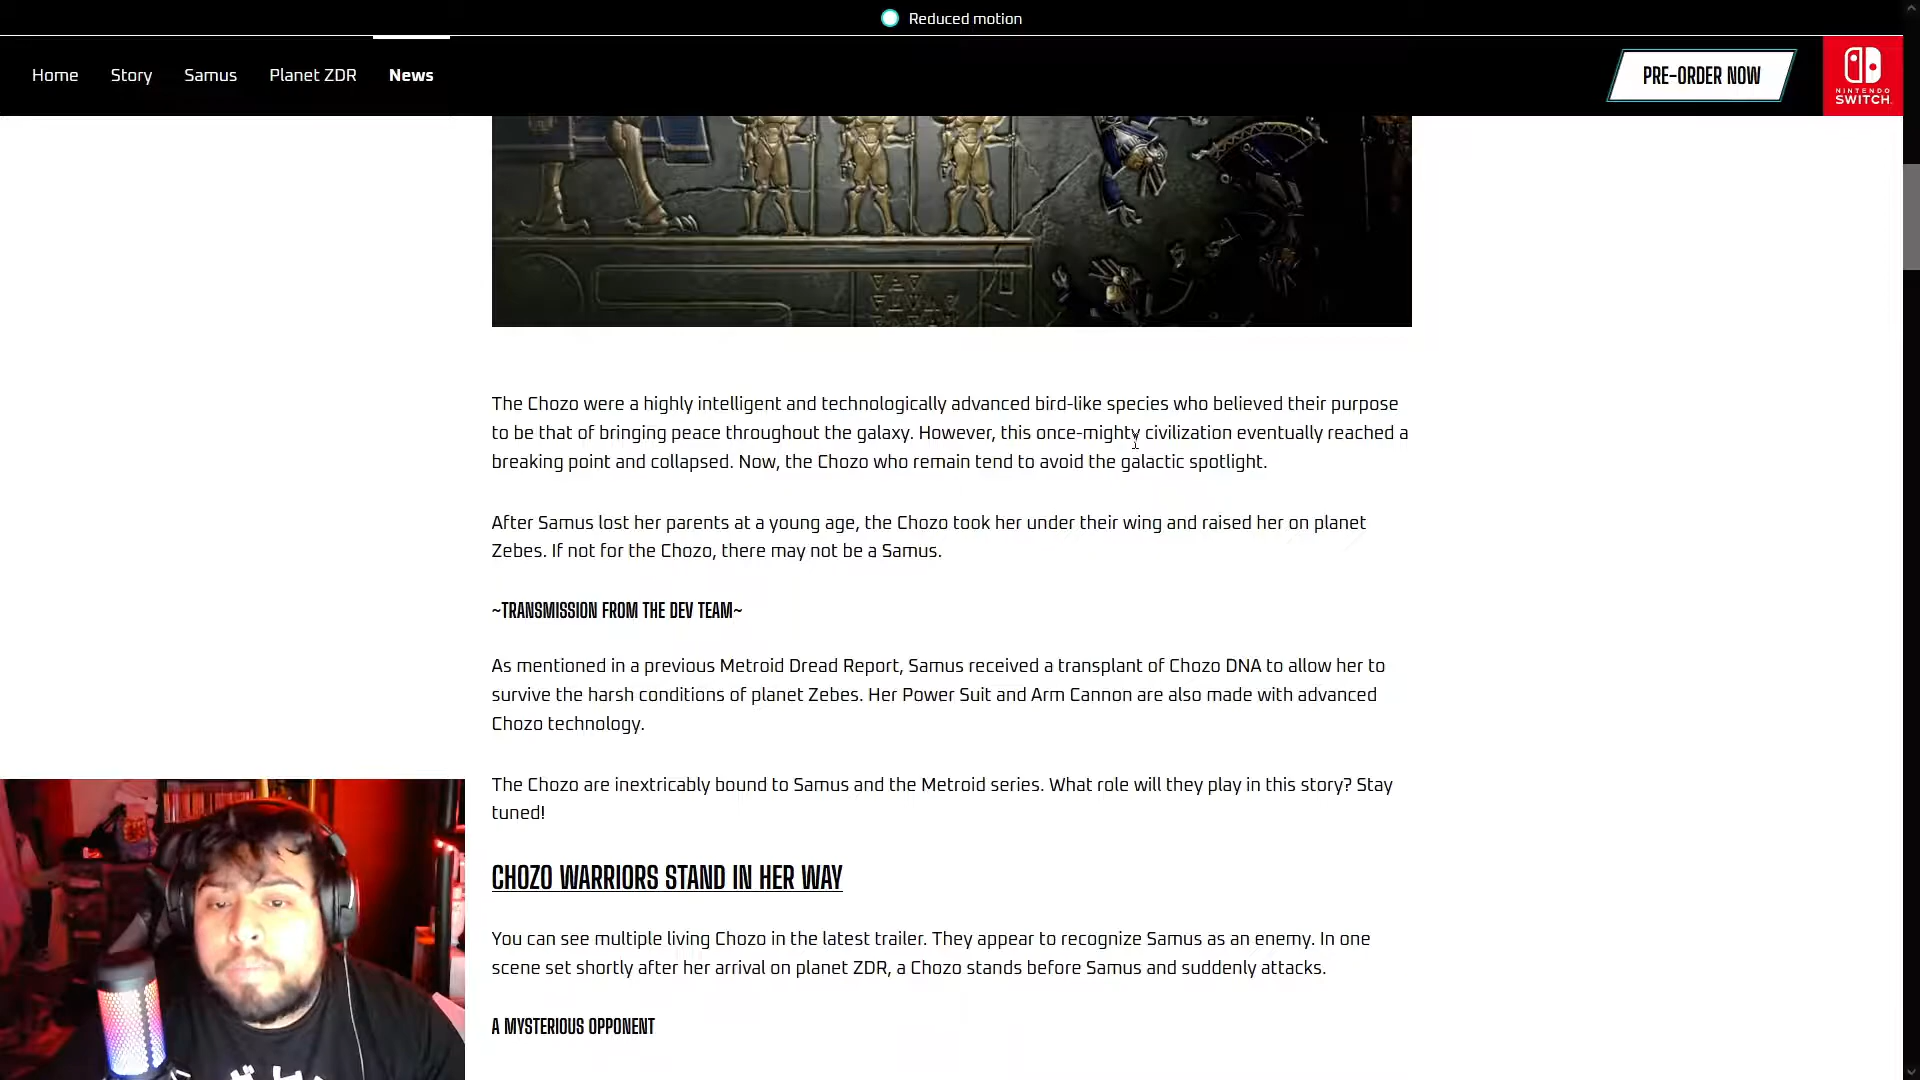 Reduced motion
Home Story Samus Planet ZDR News
PRE-ORDER NOW
NINTENDO
SWITCH
The Chozo were a highly intelligent and technologically advanced bird-like species who believed their purpose
to be that of bringing peace throughout the galaxy. However, this once-mighty civilization eventually reached a
breaking point and collapsed. Now, the Chozo who remain tend to avoid the galactic spotlight.
After Samus lost her parents at a young age, the Chozo took her under their wing and raised her on planet
Zebes. If not for the Chozo, there may not be a Samus.
~TRANSMISSION FROM THE DEV TEAM~
As mentioned in a previous Metroid Dread Report, Samus received a transplant of Chozo DNA to allow her to
survive the harsh conditions of planet Zebes. Her Power Suit and Arm Cannon are also made with advanced
Chozo technology.
The Chozo are inextricably bound to Samus and the Metroid series. What role will they play in this story? Stay
tuned!
CHOZO WARRIORS STAND IN HER WAY
You can see multiple living Chozo in the latest trailer. They appear to recognize Samus as an enemy. In one
scene set shortly after her arrival on planet ZDR, a Chozo stands before Samus and suddenly attacks.
A MYSTERIOUS OPPONENT